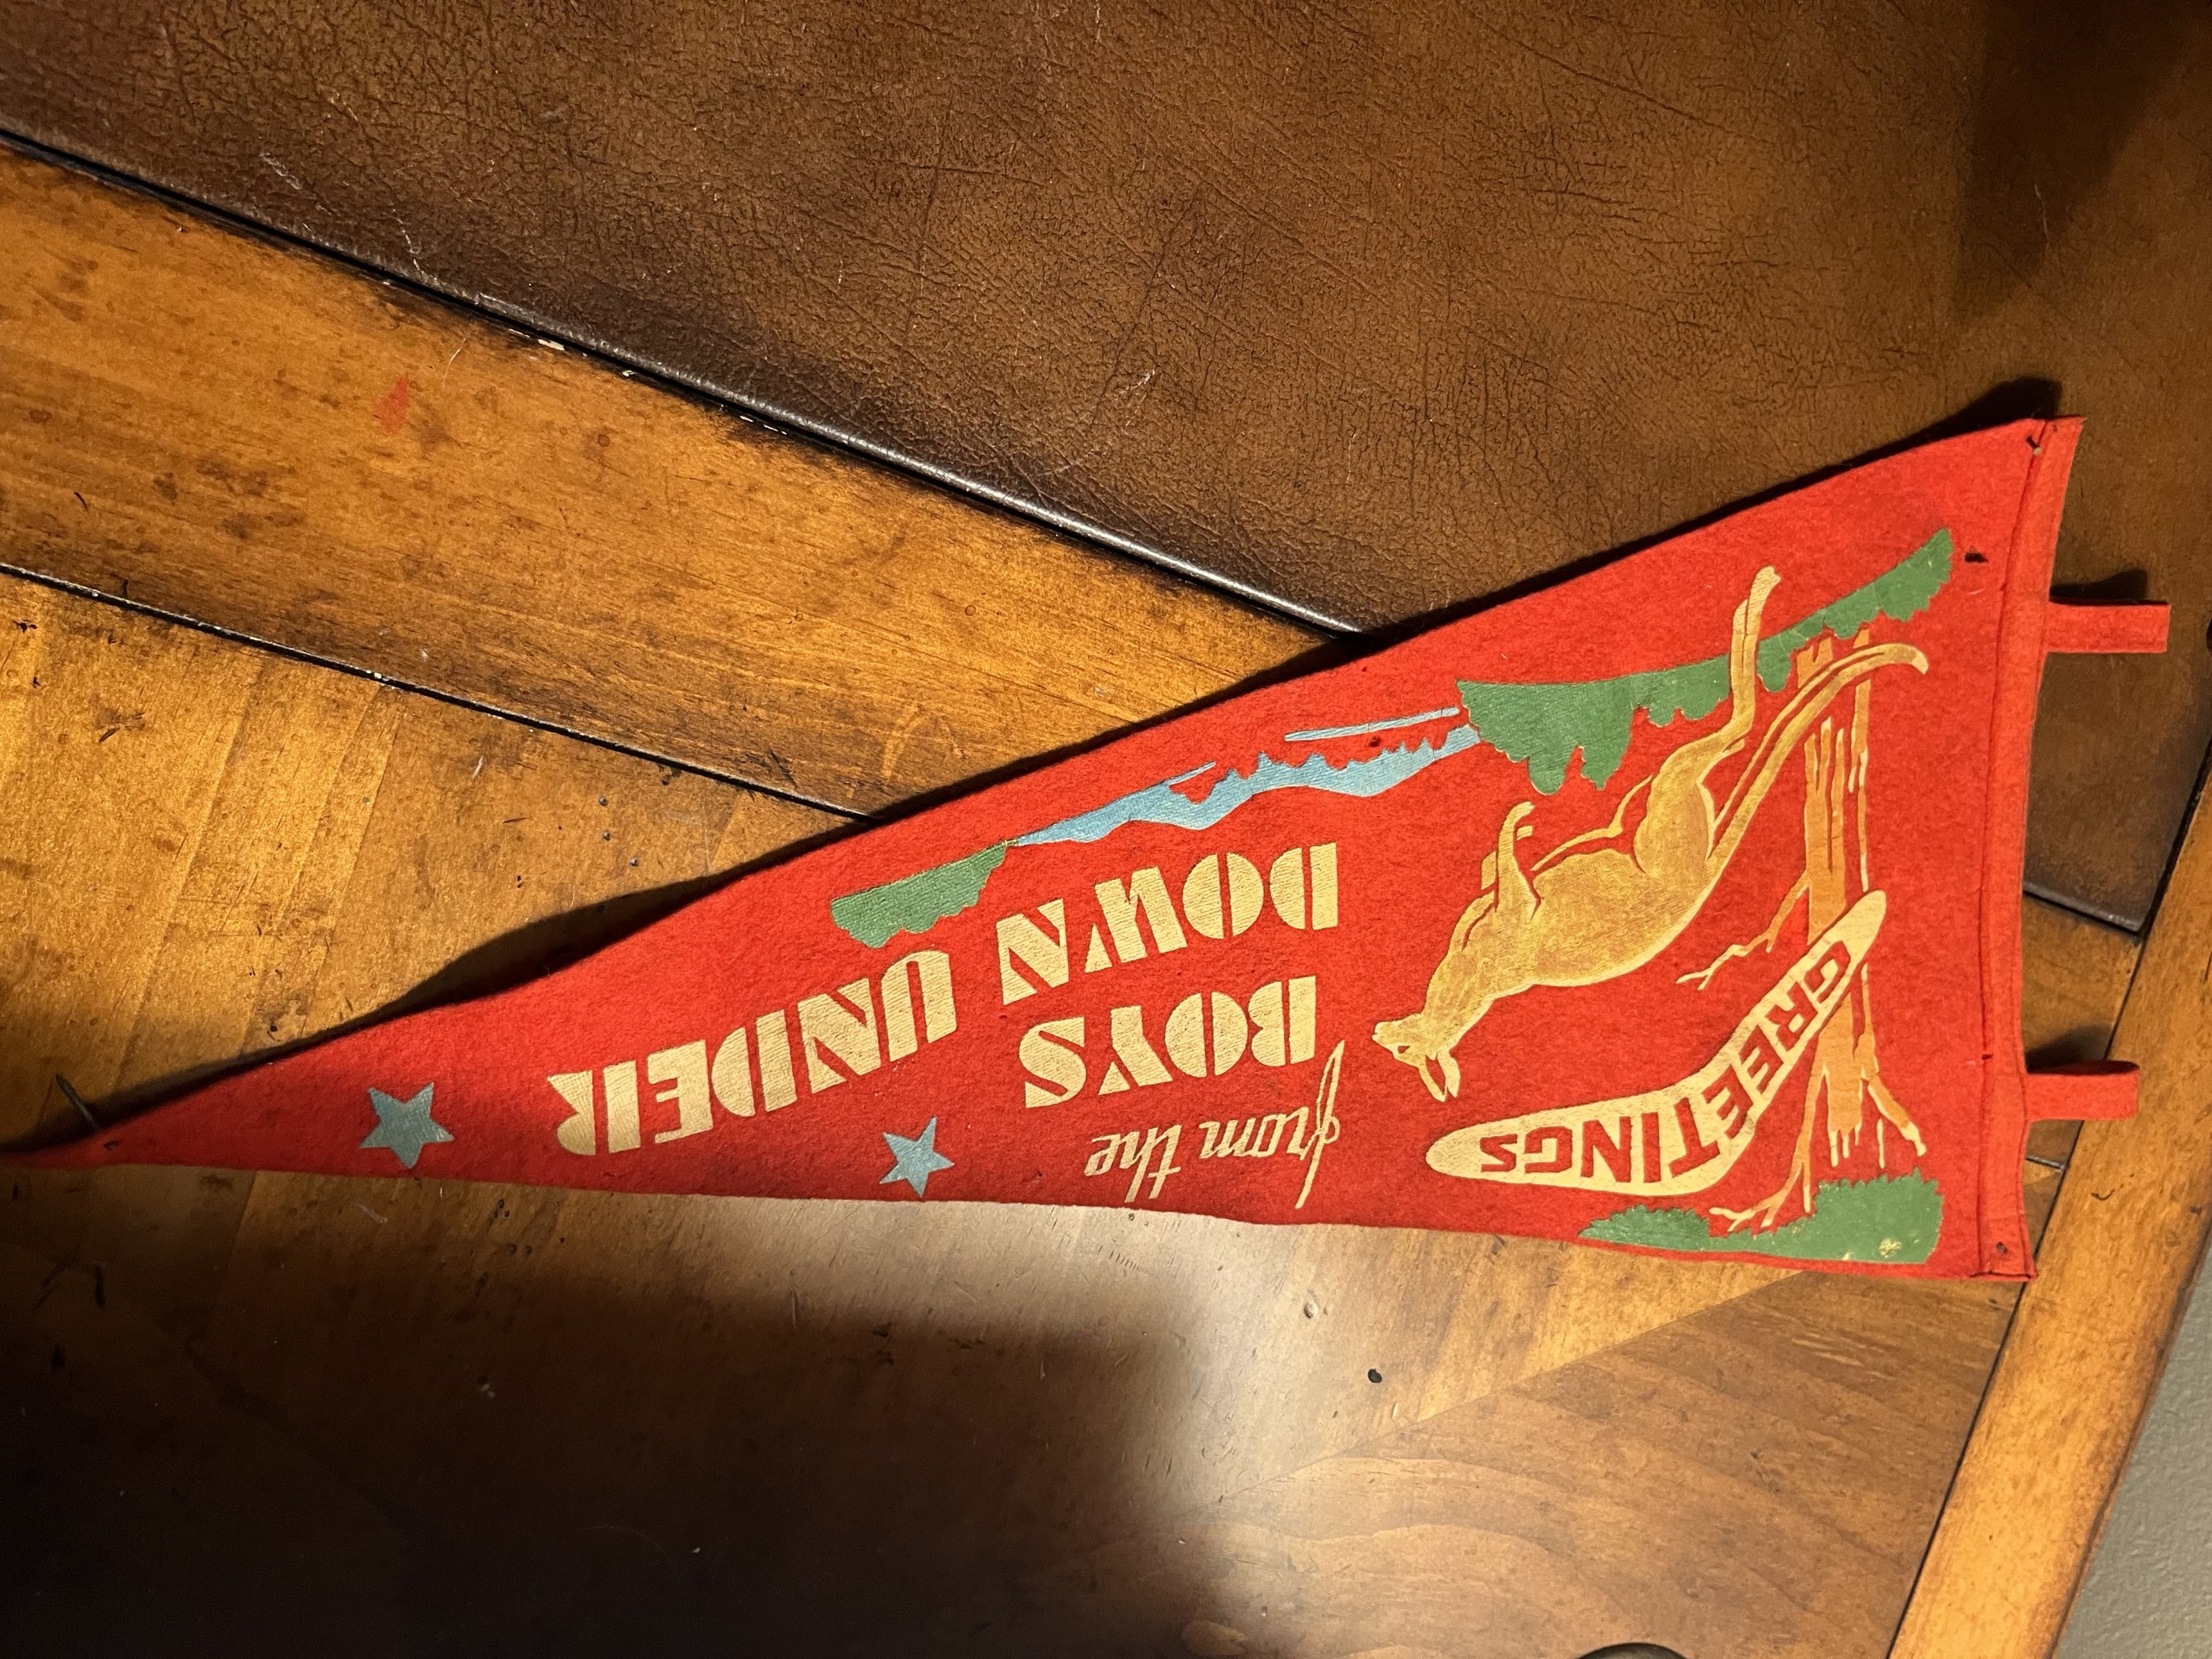 GREETINGS
from the
BOYS
DOWN UNDER